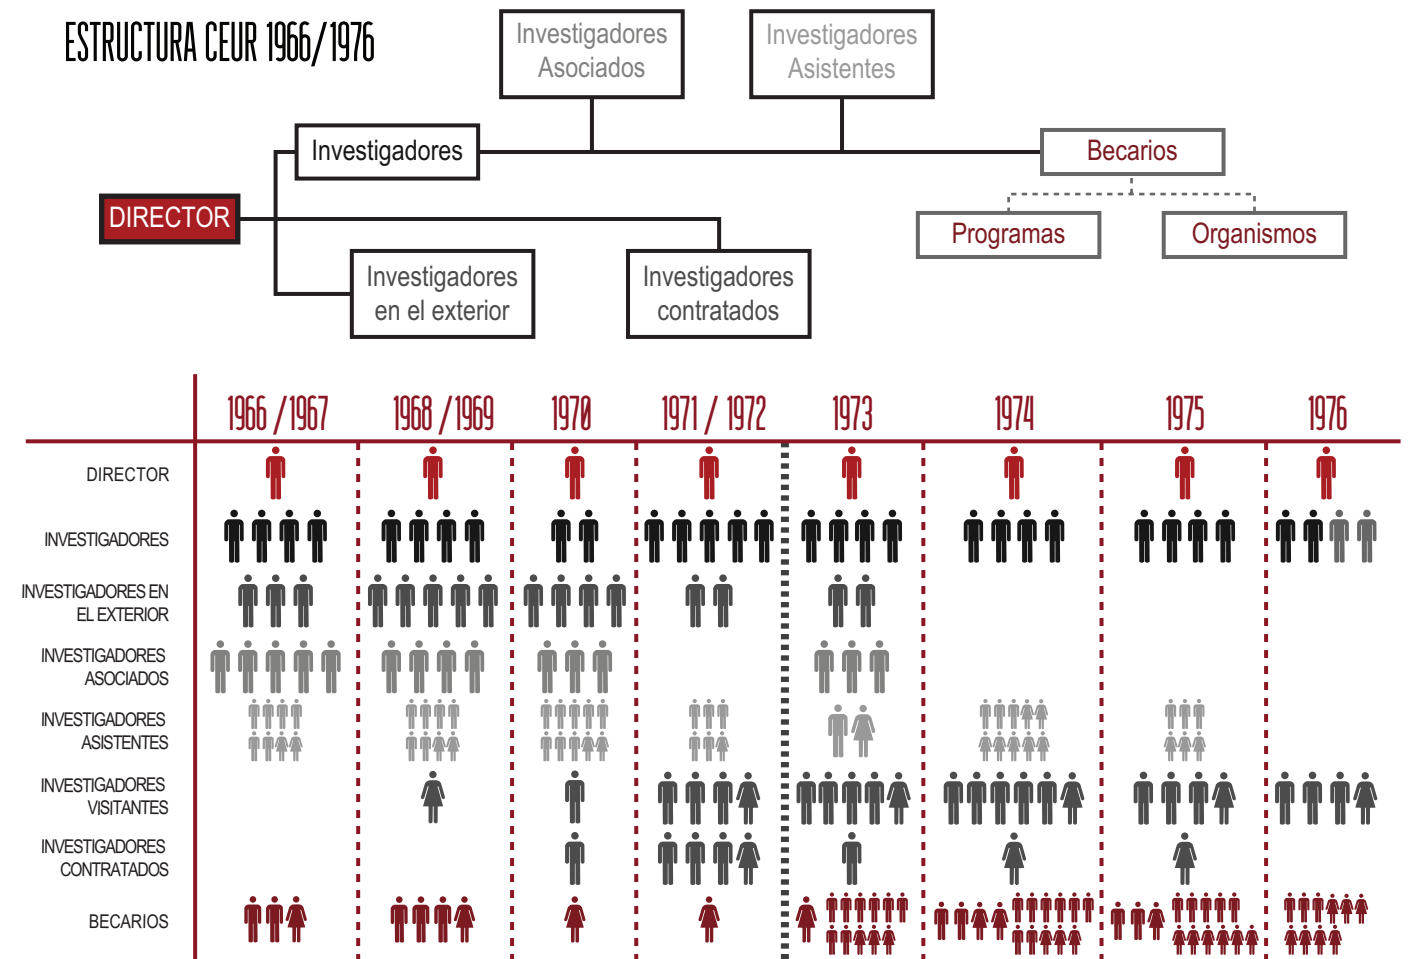 ESTRUCTURA CEUR 1966/1976
Investigadores
Asociados
Investigadores
Asistentes
Investigadores
Becarios
DIRECTOR
Programas
Organismos
Investigadores
en el exterior
Investigadores
contratados
1966 /1967
1968 /1969
1970
1971 / 1972
1973
1974
1975
1976
DIRECTOR
INVESTIGADORES
INVESTIGADORES EN
EL EXTERIOR
INVESTIGADORES
ASOCIADOS
INVESTIGADORES
ASISTENTES
INVESTIGADORES
VISITANTES
INVESTIGADORES
CONTRATADOS
BECARIOS